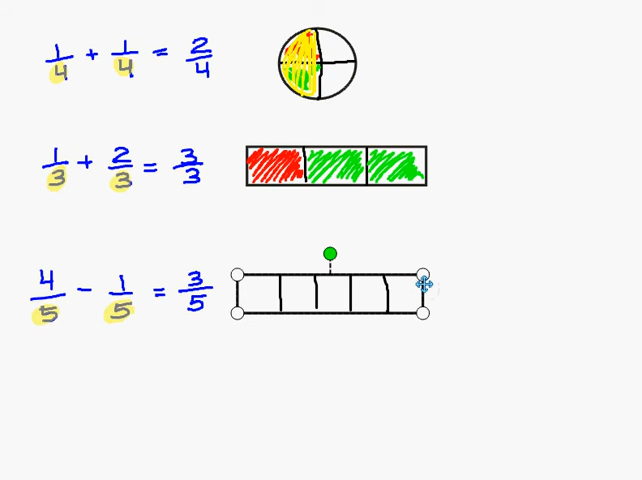 1/4 + 1/4 = 2/4
1/3 + 2/3 = 3/3
4/5 - 1/5 = 3/5